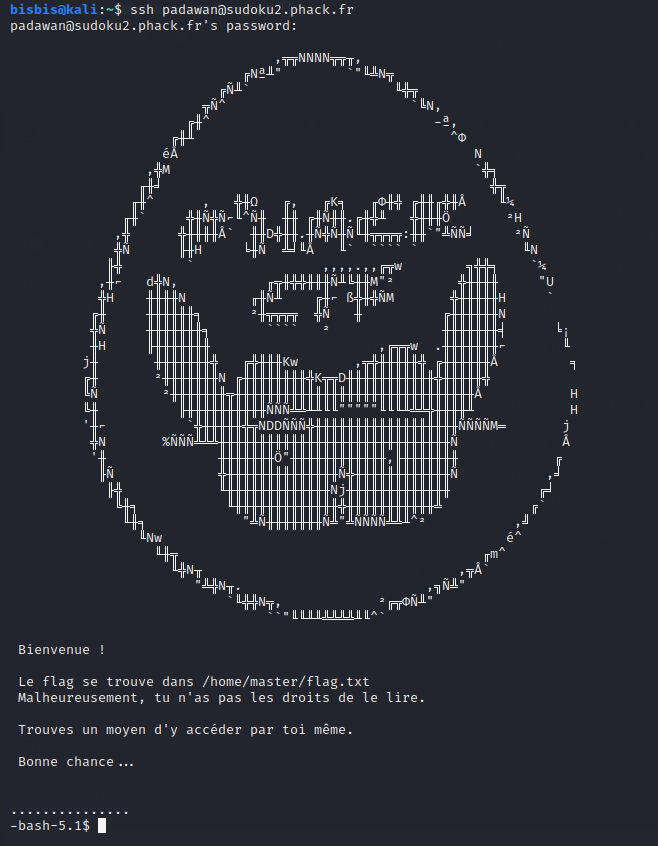 bisbis@kali:~$ ssh padawan@sudoku2.phack.fr
padawan@sudoku2.phack.fr's password:
Bienvenue !
Le flag se trouve dans /home/master/flag.txt
Malheureusement, tu n'as pas les droits de le lire.
Trouves un moyen d'y accéder par toi même.
Bonne chance...
...............
-bash-5.1$